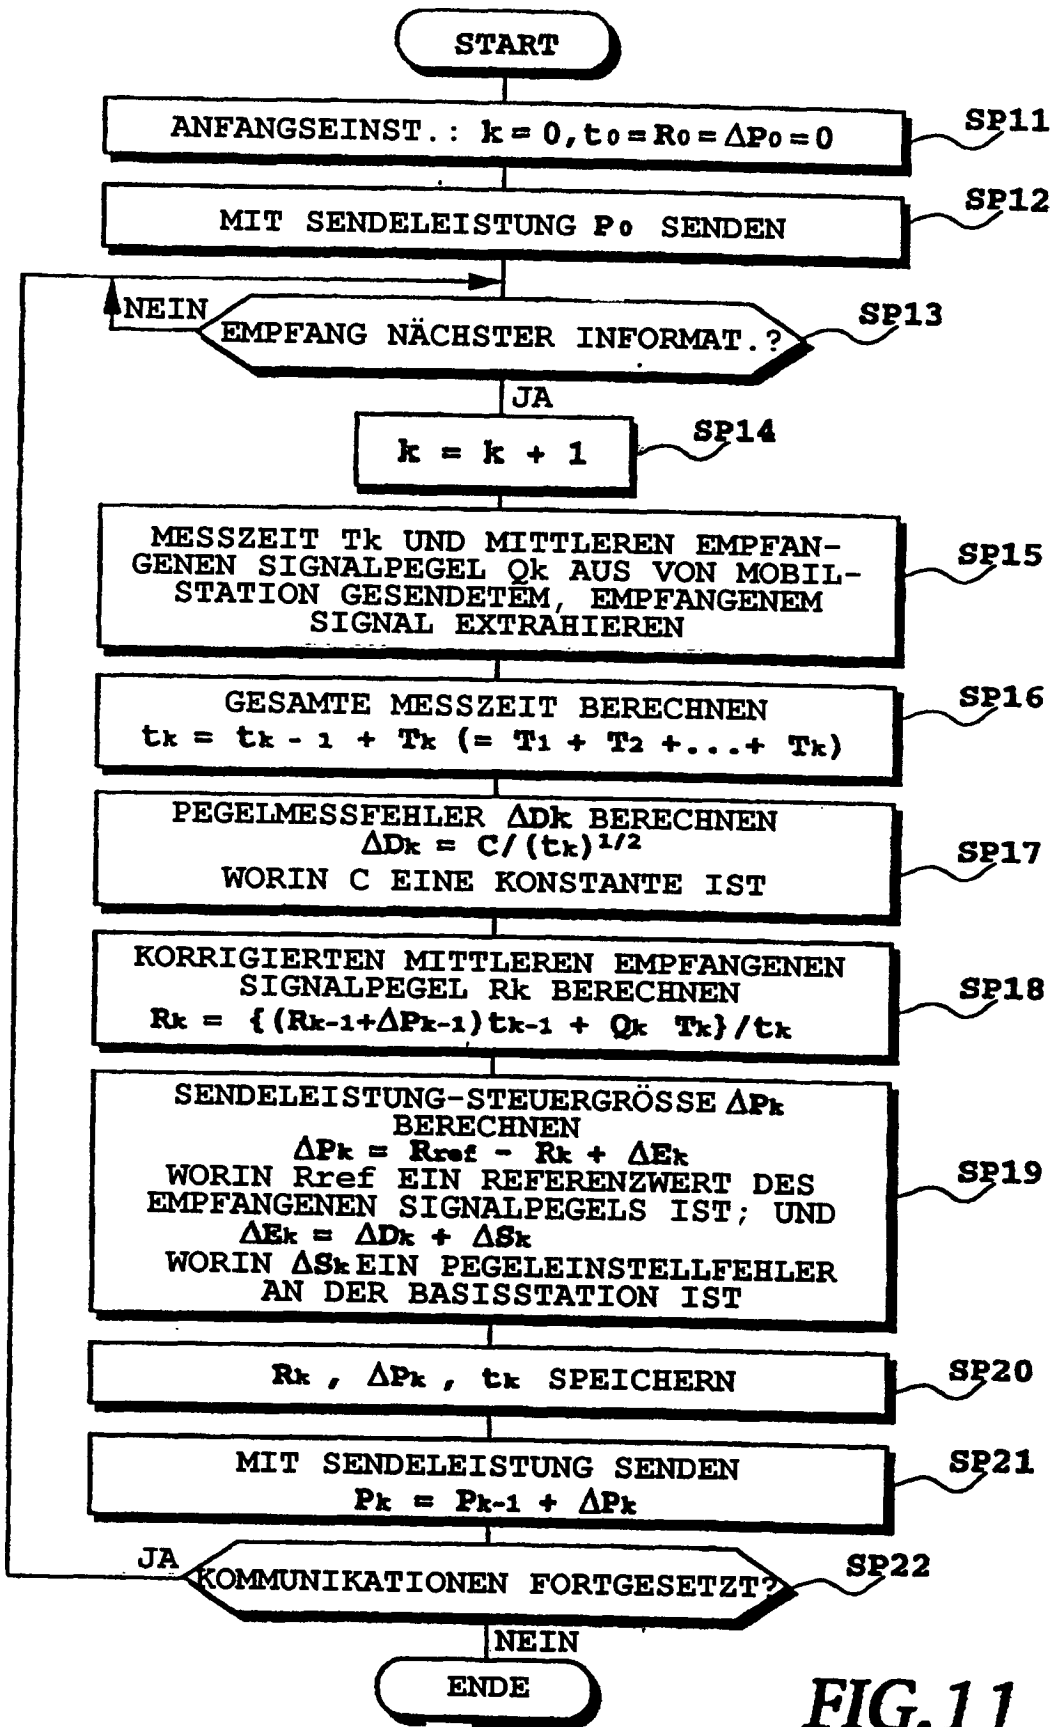 START
ANFANGSEINST.: k = 0, t0 = R0 = ΔP0 = 0
SP11
MIT SENDELEISTUNG P0 SENDEN
SP12
NEIN
EMPFANG NÄCHSTER INFORMAT.?
SP13
JA
k = k + 1
SP14
MESSZEIT Tk UND MITTLEREN EMPFAN-
GENEN SIGNALPEGEL Qk AUS VON MOBIL-
STATION GESENDETEM, EMPFANGENEM
SIGNAL EXTRAHIEREN
SP15
GESAMTE MESSZEIT BERECHNEN
tk = tk - 1 + Tk (= T1 + T2 +...+ Tk)
SP16
PEGELMESSFEHLER ΔDk BERECHNEN
ΔDk = C/(tk)^1/2
WORIN C EINE KONSTANTE IST
SP17
KORRIGIERTEN MITTLEREN EMPFANGENEN
SIGNALPEGEL Rk BERECHNEN
Rk = {(Rk-1+ΔPk-1)tk-1 + Qk Tk}/tk
SP18
SENDELEISTUNG-STEUERGRÖSSE ΔPk
BERECHNEN
ΔPk = Rref - Rk + ΔEk
WORIN Rref EIN REFERENZWERT DES
EMPFANGENEN SIGNALPEGELS IST; UND
ΔEk = ΔDk + ΔSk
WORIN ΔSk EIN PEGELEINSTELLFEHLER
AN DER BASISSTATION IST
SP19
Rk , ΔPk , tk SPEICHERN
SP20
MIT SENDELEISTUNG SENDEN
Pk = Pk-1 + ΔPk
SP21
JA
KOMMUNIKATIONEN FORTGESETZT?
SP22
NEIN
ENDE
FIG.11